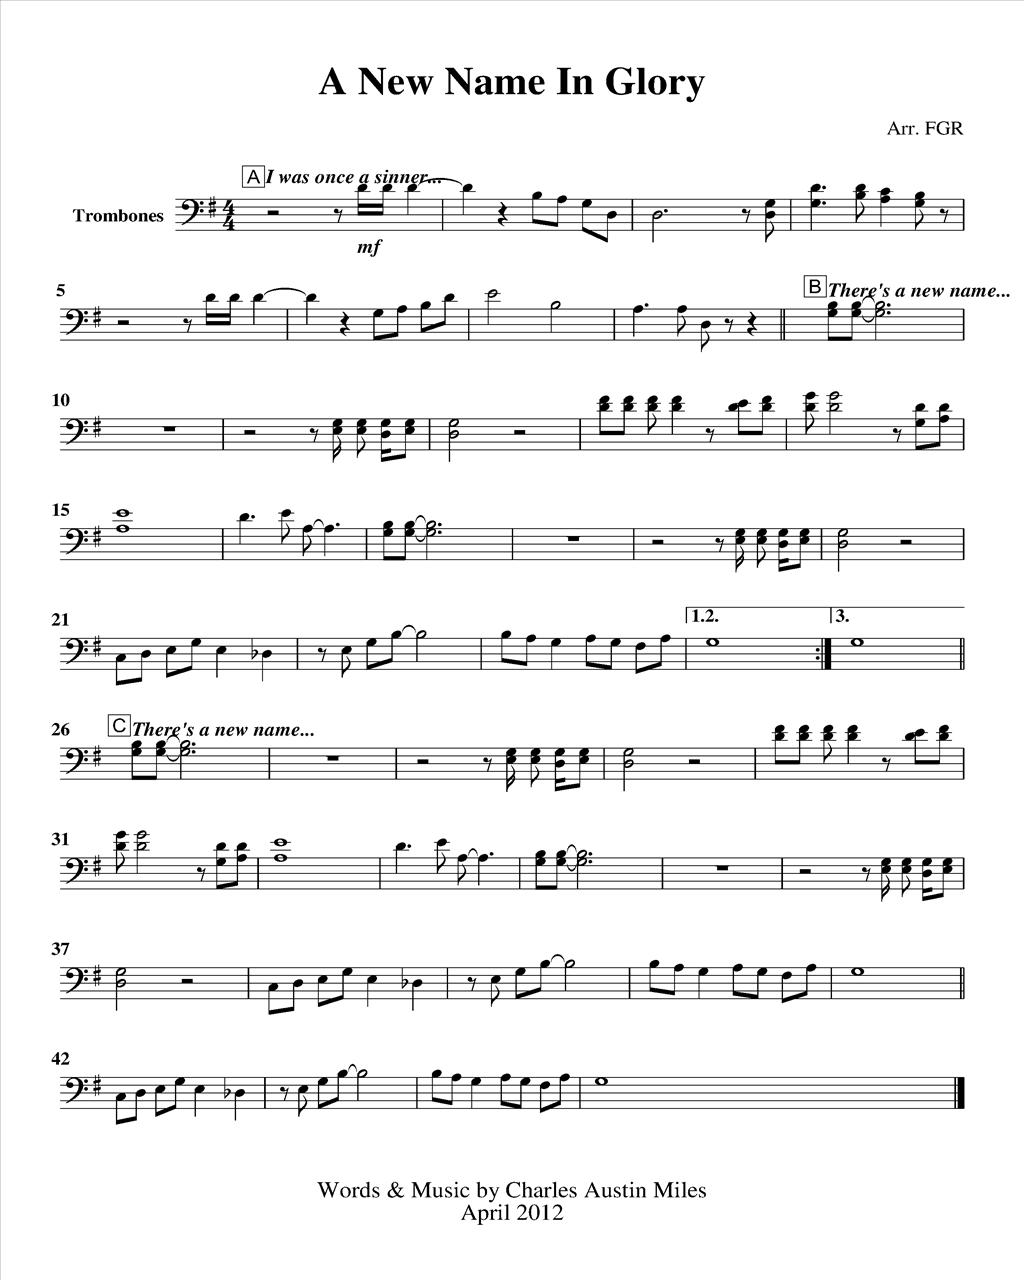 A New Name In Glory
Arr. FGR
A I was once a sinner...
Trombones
4
4
mf
5
B There's a new name...
10
15
21
1.2.
3.
26
C There's a new name...
31
37
42
Words & Music by Charles Austin Miles
April 2012